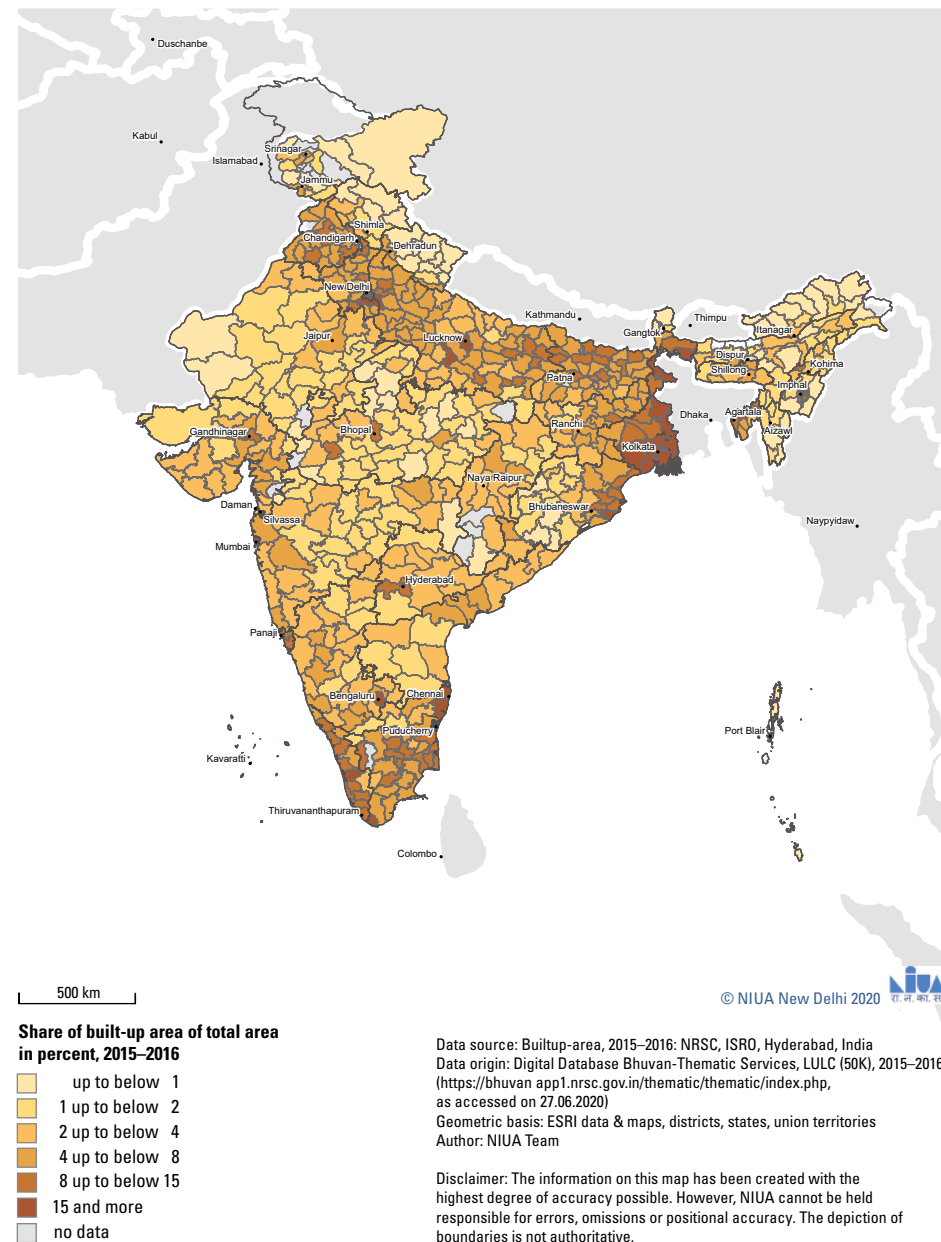 Duschanbe
Kabul
Srinagar
Islamabad
Jammu
Shimla
Chandigarh
Dehradun
New Delhi
Kathmandu
Thimpu
Gangtok
Itanagar
Jaipur
Lucknow
Dispur
Kohima
Shillong
Patna
Imphal
Dhaka
Agartala
Gandhinagar
Bhopal
Ranchi
Aizawl
Kolkata
Naya Raipur
Daman
Bhubaneswar
Silvassa
Naypyidaw
Mumbai
Hyderabad
Panaji
Bengaluru
Chennai
Puducherry
Port Blair
Kavaratti
Thiruvananthapuram
Colombo
500 km
© NIUA New Delhi 2020
NIUA
रा. न. का. सं
Share of built-up area of total area
in percent, 2015–2016
up to below 1
1 up to below 2
2 up to below 4
4 up to below 8
8 up to below 15
15 and more
no data
Data source: Builtup-area, 2015–2016: NRSC, ISRO, Hyderabad, India
Data origin: Digital Database Bhuvan-Thematic Services, LULC (50K), 2015–2016
(https://bhuvan app1.nrsc.gov.in/thematic/thematic/index.php,
as accessed on 27.06.2020)
Geometric basis: ESRI data & maps, districts, states, union territories
Author: NIUA Team
Disclaimer: The information on this map has been created with the
highest degree of accuracy possible. However, NIUA cannot be held
responsible for errors, omissions or positional accuracy. The depiction of
boundaries is not authoritative.